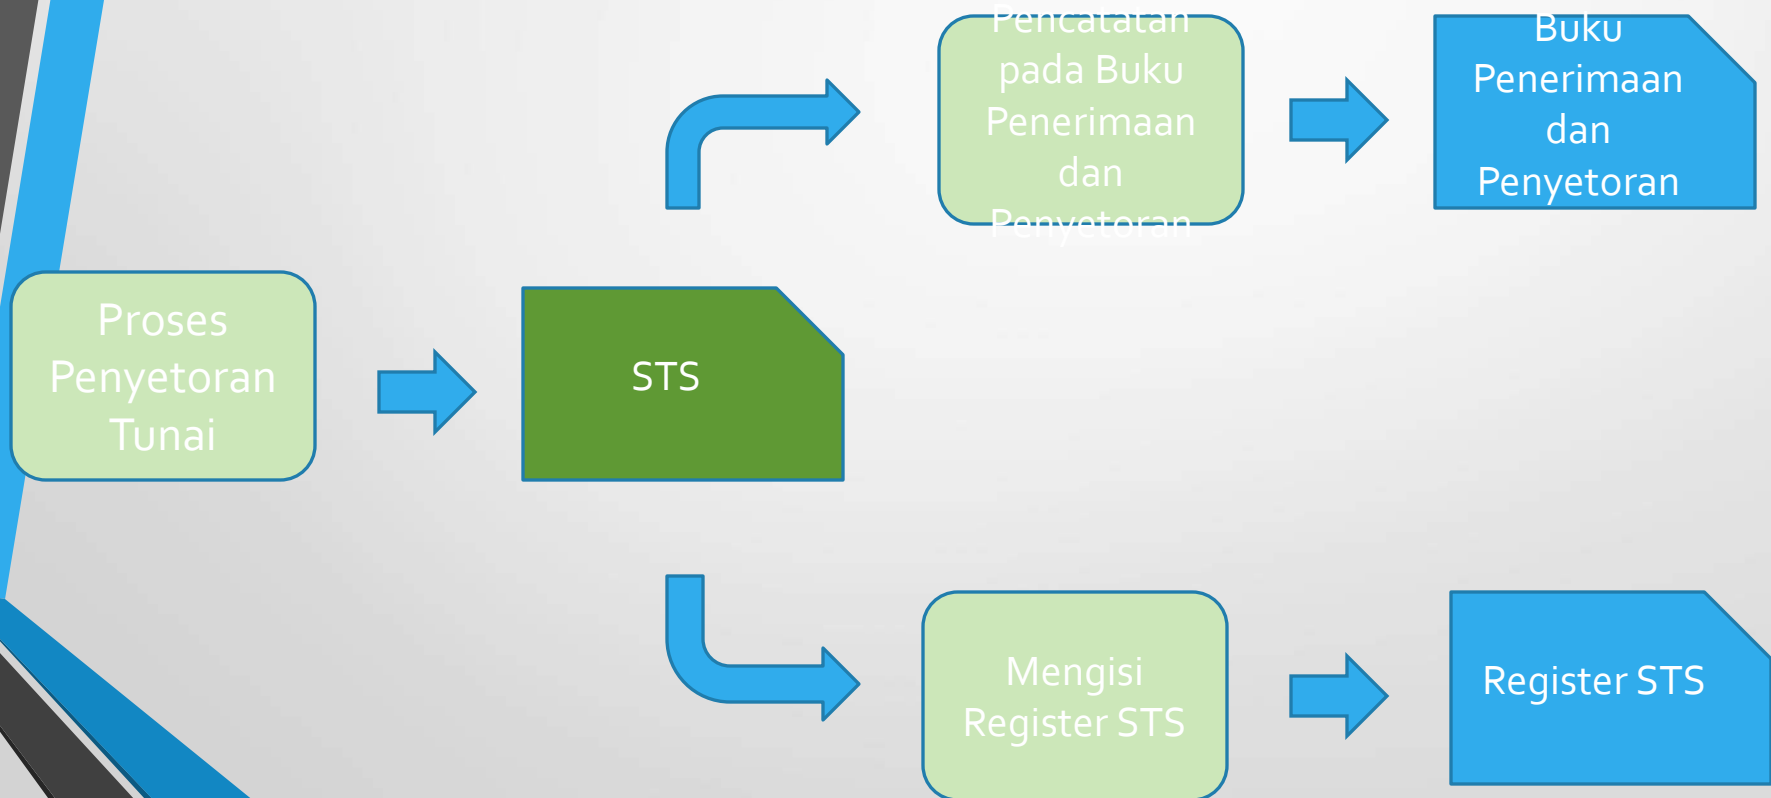 Proses
Penyetoran
Tunai
STS
Pencatatan
pada Buku
Penerimaan
dan
Penyetoran
Buku
Penerimaan
dan
Penyetoran
Mengisi
Register STS
Register STS